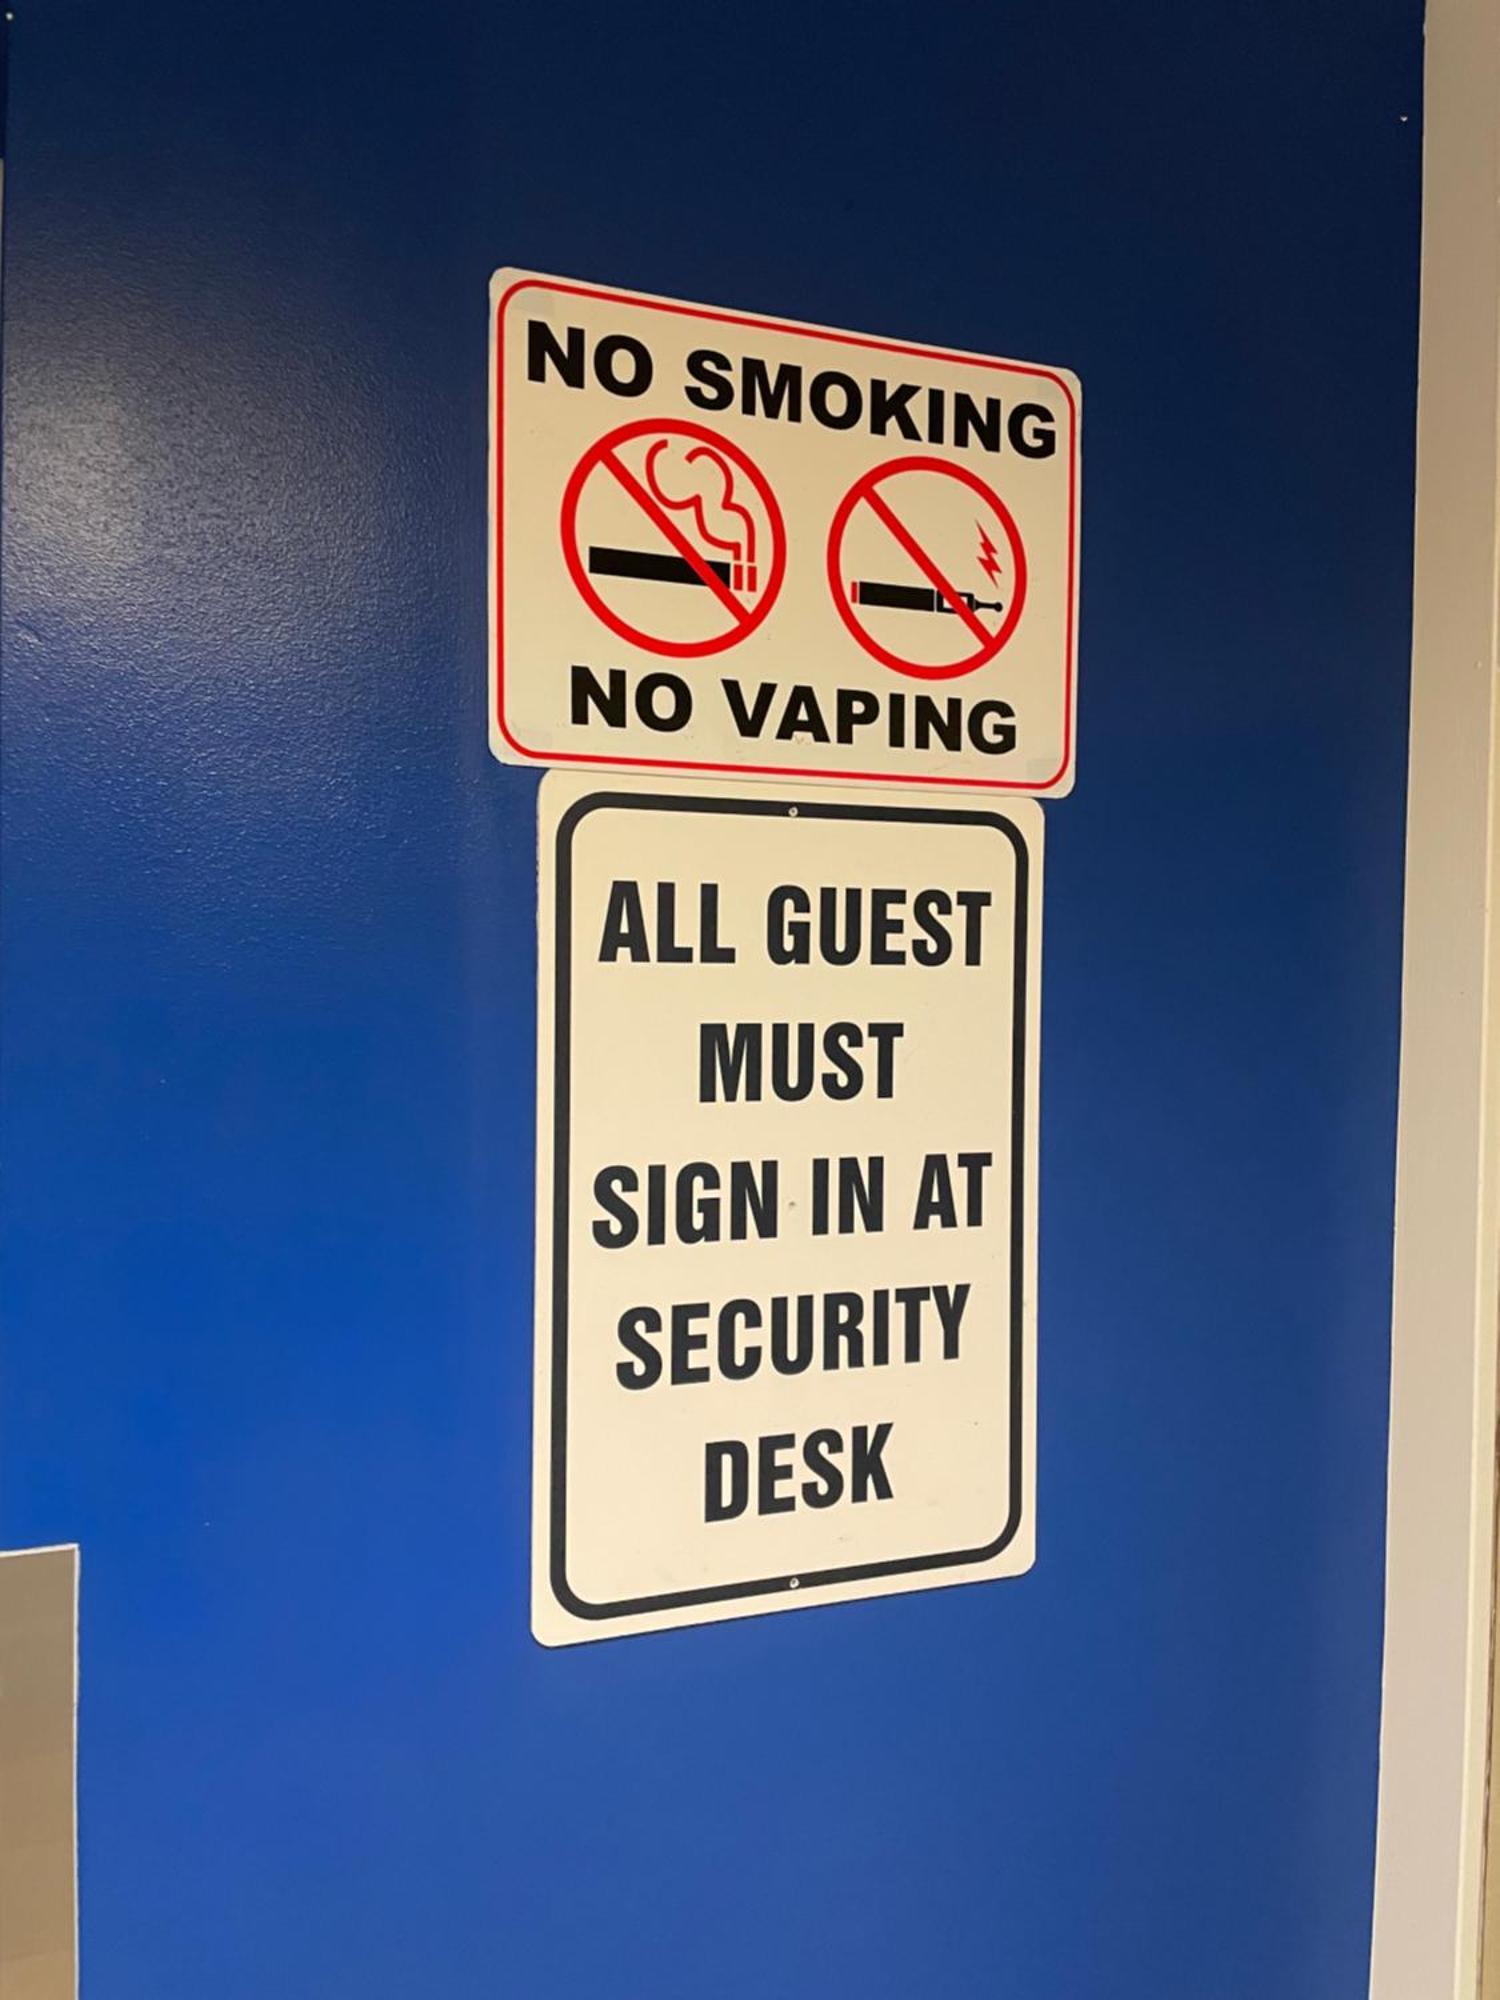 NO SMOKING
NO VAPING
ALL GUEST
MUST
SIGN IN AT
SECURITY
DESK